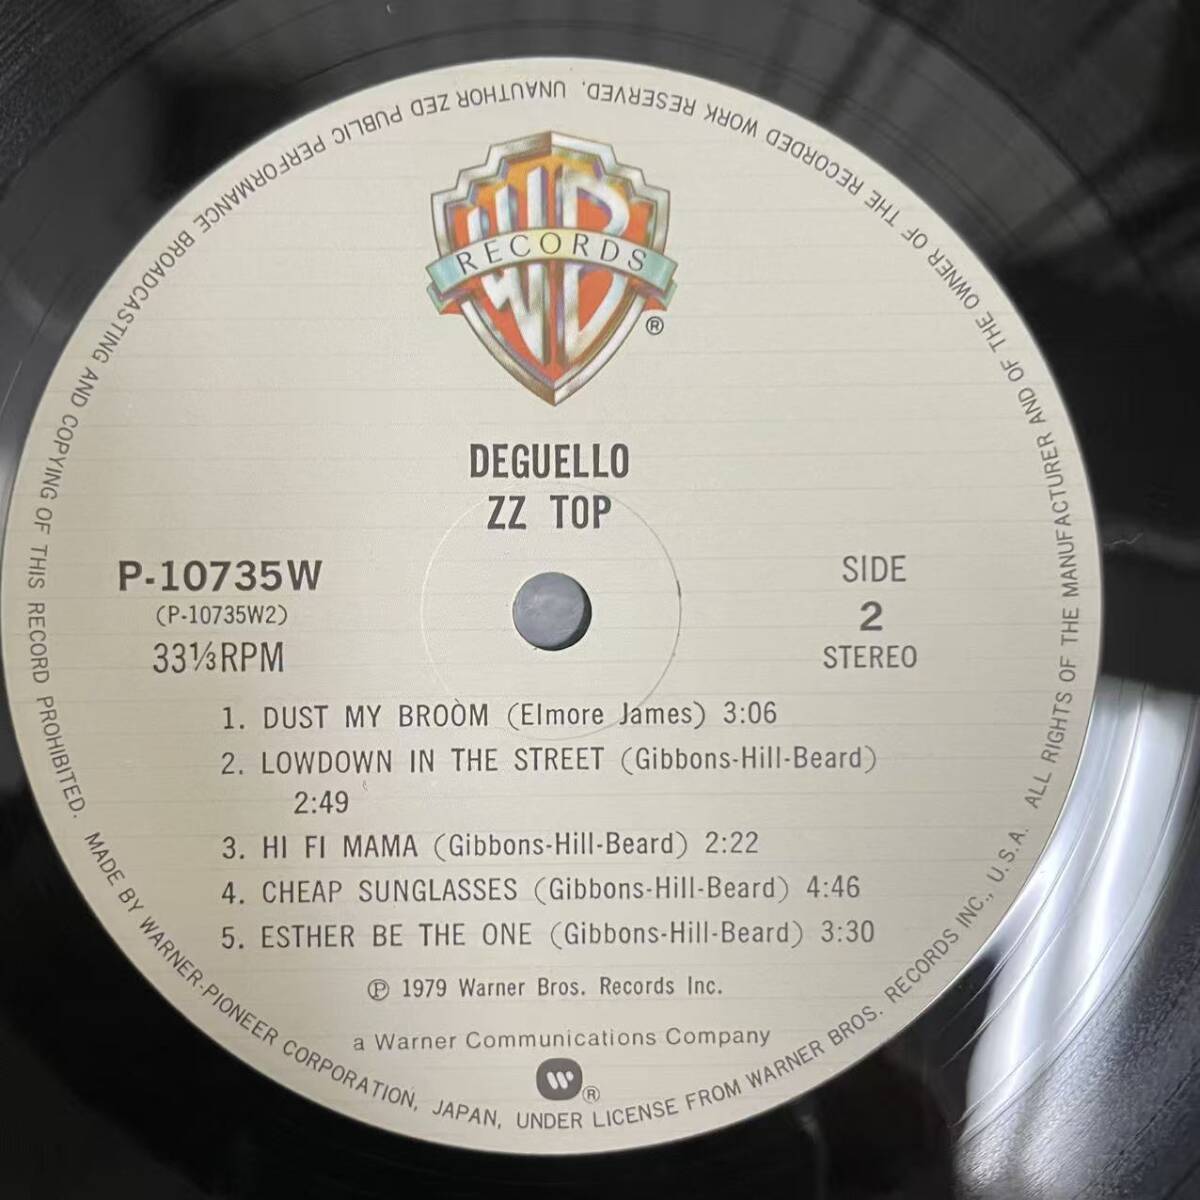 WB
RECORDS
®
DEGUELLO
ZZ TOP
P-10735W
(P-10735W2)
33⅓RPM
SIDE
2
STEREO
1. DUST MY BROOM (Elmore James) 3:06
2. LOWDOWN IN THE STREET (Gibbons-Hill-Beard)
2:49
3. HI FI MAMA (Gibbons-Hill-Beard) 2:22
4. CHEAP SUNGLASSES (Gibbons-Hill-Beard) 4:46
5. ESTHER BE THE ONE (Gibbons-Hill-Beard) 3:30
Ⓟ 1979 Warner Bros. Records Inc.
a Warner Communications Company
W®
MADE BY WARNER-PIONEER CORPORATION, JAPAN, UNDER LICENSE FROM WARNER BROS. RECORDS INC., U.S.A. ALL RIGHTS OF THE MANUFACTURER AND OF THE OWNER OF THE RECORDED WORK RESERVED. UNAUTHOR ZED PUBLIC PERFORMANCE BROADCASTING AND COPYING OF THIS RECORD PROHIBITED.